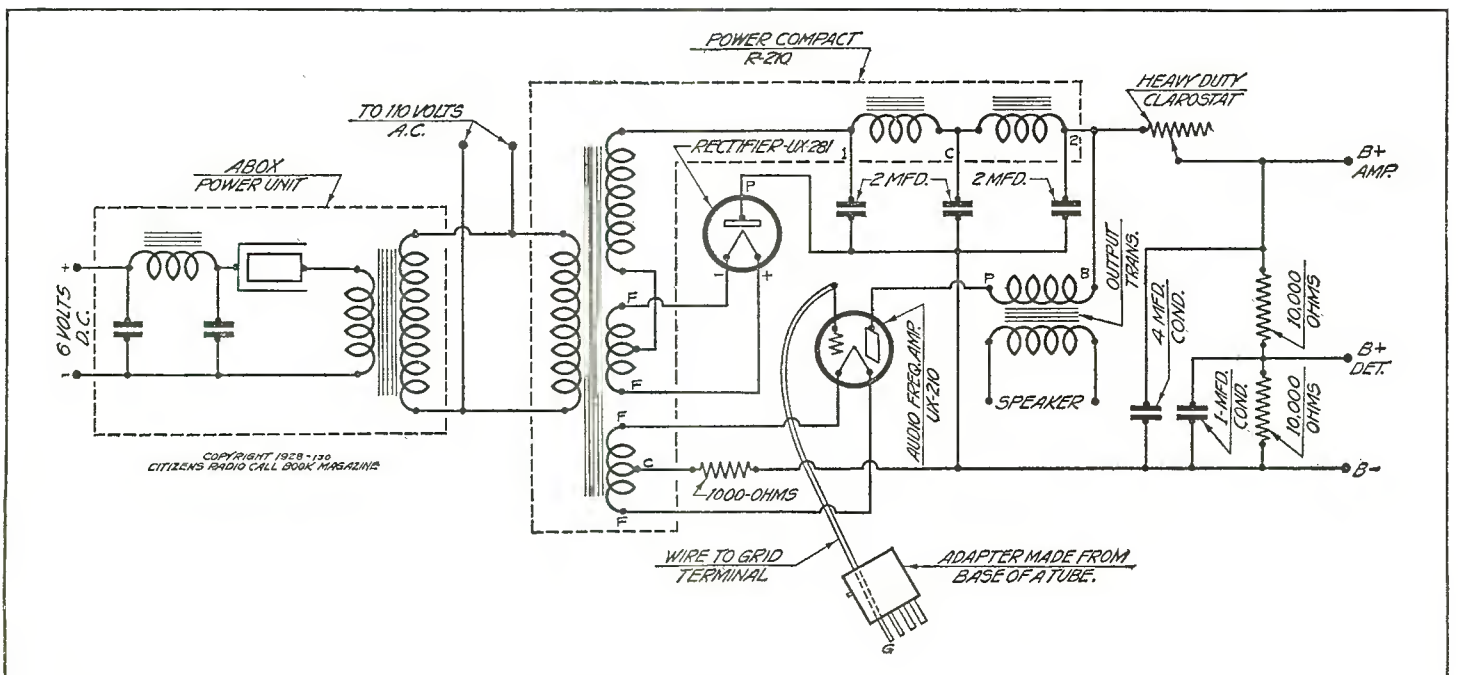 POWER COMPACT
R-210
HEAVY DUTY
CLAROSTAT
TO 110 VOLTS
A.C.
RECTIFIER-UX-281
1
C
2
B+
AMP.
ABOX
POWER UNIT
P
2 MFD.
2 MFD.
- +
OUTPUT
TRANS.
+
6 VOLTS
D.C.
-
F
F
P
B
4 MFD.
COND.
10,000
OHMS
B+
DET.
SPEAKER
AUDIO FREQ. AMP.
UX-210
1-MFD.
COND.
10,000
OHMS
F
C
F
1000-OHMS
B-
COPYRIGHT 1928-130
CITIZENS RADIO CALL BOOK MAGAZINE
WIRE TO GRID
TERMINAL
ADAPTER MADE FROM
BASE OF A TUBE.
G